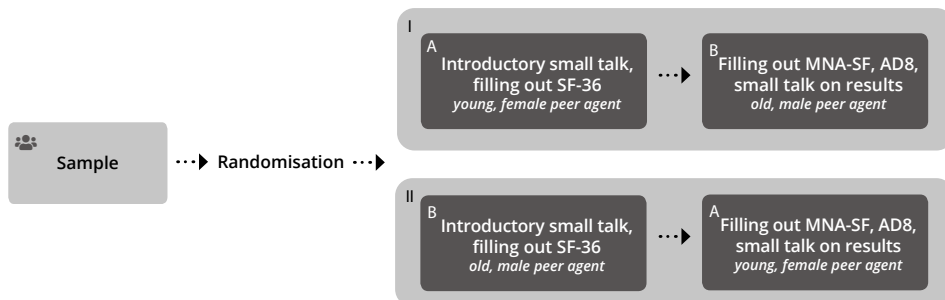 I
A
Introductory small talk,
filling out SF-36
young, female peer agent
B
Filling out MNA-SF, AD8,
small talk on results
old, male peer agent
Sample
Randomisation
II
B
Introductory small talk,
filling out SF-36
old, male peer agent
A
Filling out MNA-SF, AD8,
small talk on results
young, female peer agent